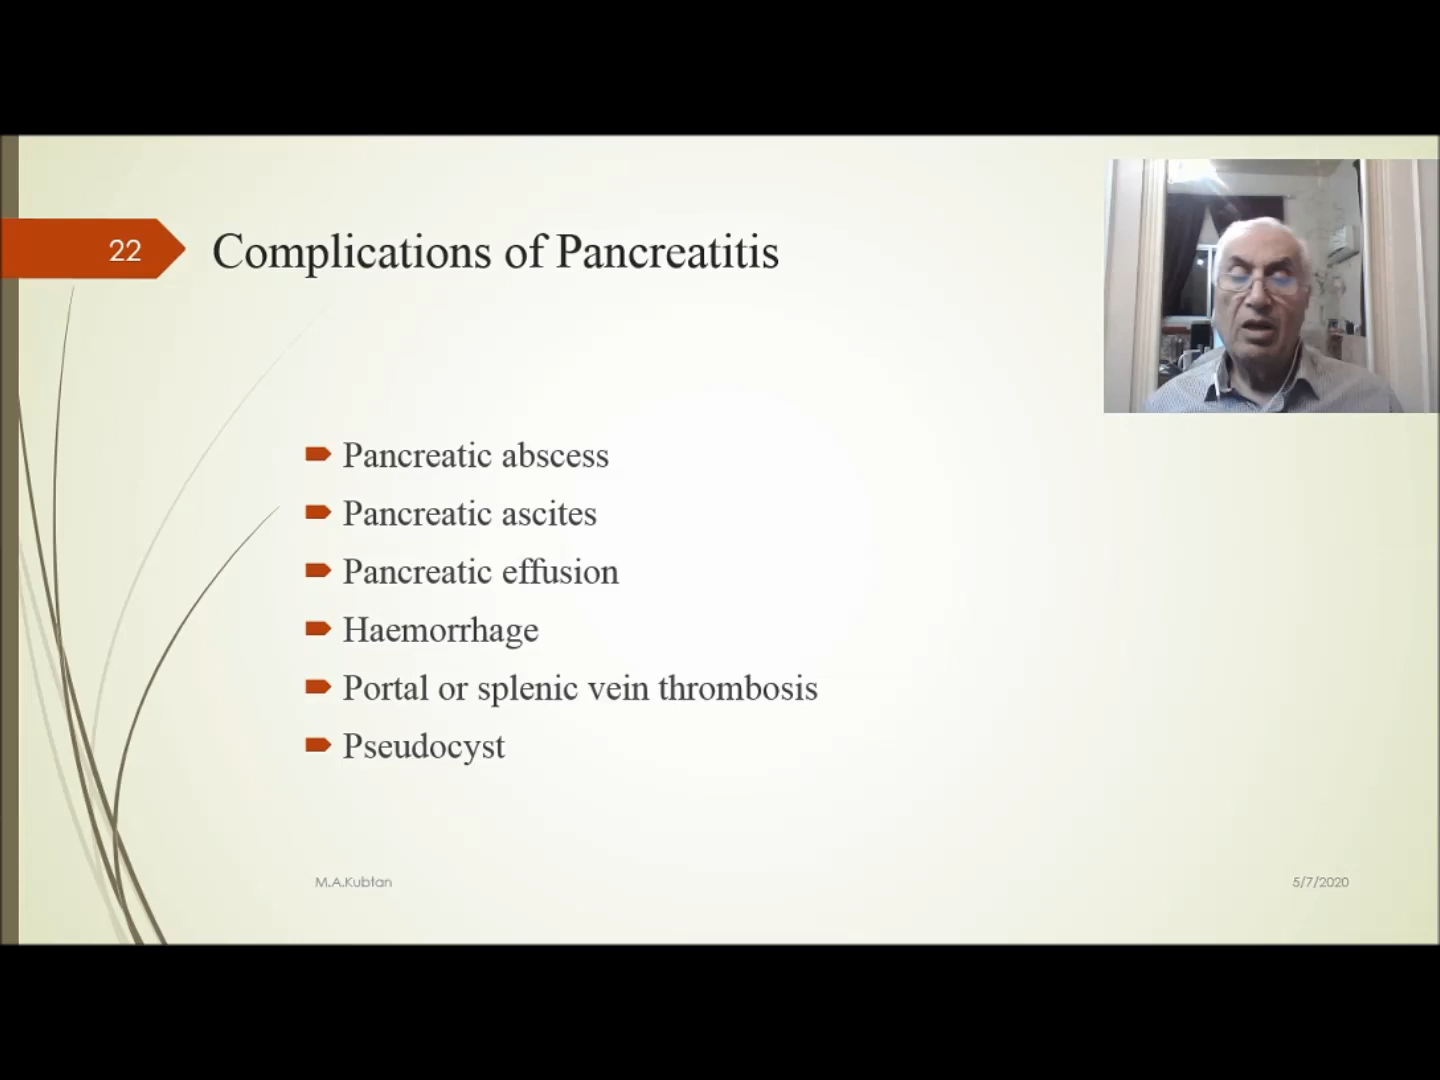 22
Complications of Pancreatitis
Pancreatic abscess
Pancreatic ascites
Pancreatic effusion
Haemorrhage
Portal or splenic vein thrombosis
Pseudocyst
M.A.Kubtan
5/7/2020